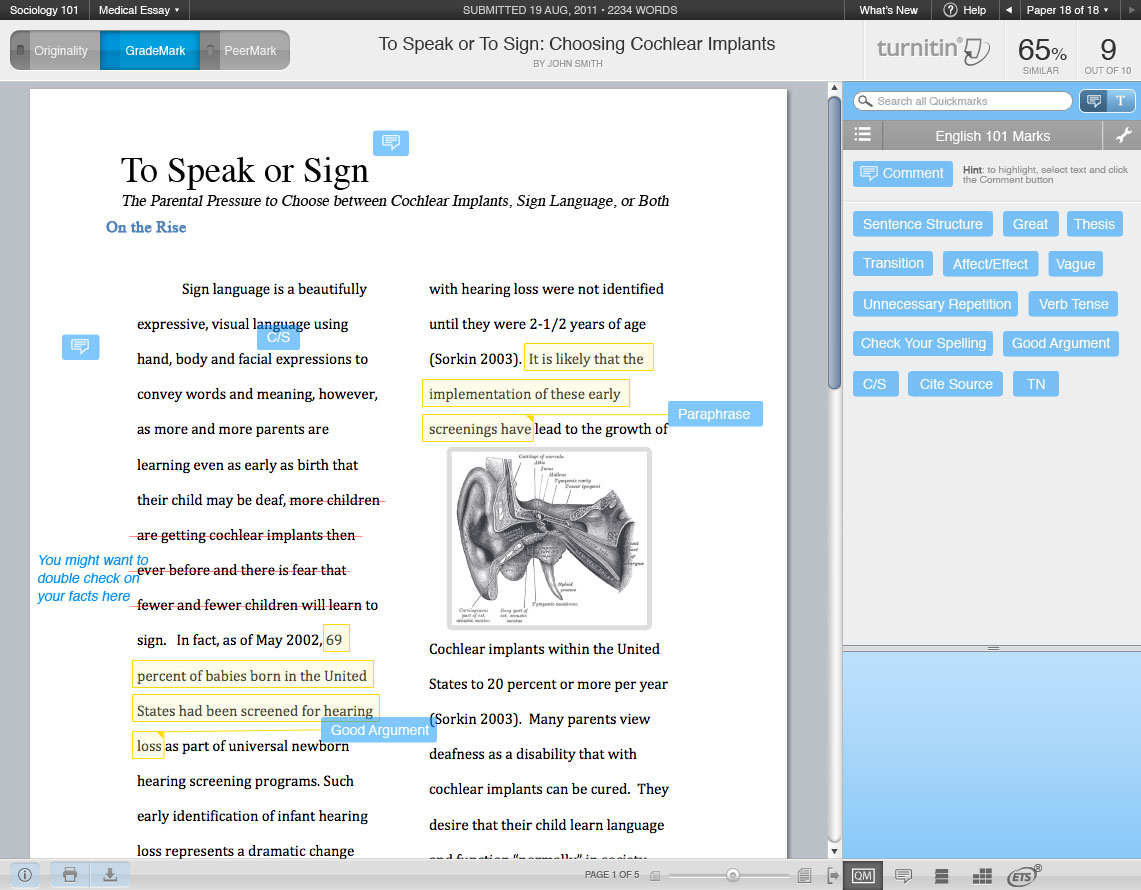 Sociology 101 Medical Essay SUBMITTED 19 AUG, 2011 • 2234 WORDS What's New Help Paper 18 of 18
Originality GradeMark PeerMark
To Speak or To Sign: Choosing Cochlear Implants
BY JOHN SMITH
turnitin
65%
SIMILAR
9
OUT OF 10
Search all Quickmarks
T
English 101 Marks
Comment
Hint: to highlight, select text and click
the Comment button
Sentence Structure Great Thesis
Transition Affect/Effect Vague
Unnecessary Repetition Verb Tense
Check Your Spelling Good Argument
C/S Cite Source TN
To Speak or Sign
The Parental Pressure to Choose between Cochlear Implants, Sign Language, or Both
On the Rise
Sign language is a beautifully
expressive, visual language using
C/S
hand, body and facial expressions to
convey words and meaning, however,
as more and more parents are
learning even as early as birth that
their child may be deaf, more children
are getting cochlear implants then
ever before and there is fear that
fewer and fewer children will learn to
You might want to
double check on
your facts here
sign. In fact, as of May 2002, 69
percent of babies born in the United
States had been screened for hearing
Good Argument
loss as part of universal newborn
hearing screening programs. Such
early identification of infant hearing
loss represents a dramatic change
with hearing loss were not identified
until they were 2-1/2 years of age
(Sorkin 2003). It is likely that the
implementation of these early
Paraphrase
screenings have lead to the growth of
Cartilage of auricula
Attic
Incus
Malleus
Tympanic cavity
Tensor tympani
Styloid
process
Tympanic membrane
Cartilaginous
part of ext.
acoustic meatus
Bony part of
ext. acoustic
meatus
Cochlear implants within the United
States to 20 percent or more per year
(Sorkin 2003). Many parents view
deafness as a disability that with
cochlear implants can be cured. They
desire that their child learn language
and function “normally” in society.
PAGE 1 OF 5
QM
ETS®